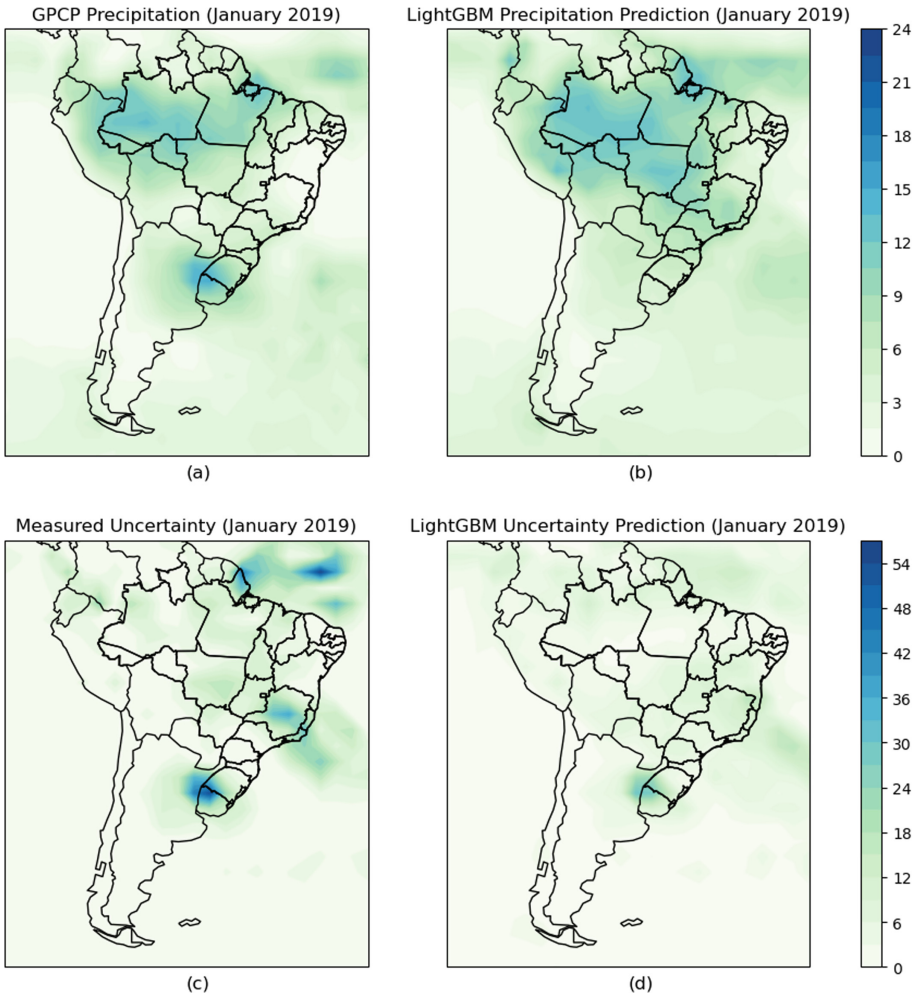 GPCP Precipitation (January 2019)
LightGBM Precipitation Prediction (January 2019)
24
21
18
15
12
9
6
3
0
(a)
(b)
Measured Uncertainty (January 2019)
LightGBM Uncertainty Prediction (January 2019)
54
48
42
36
30
24
18
12
6
0
(c)
(d)